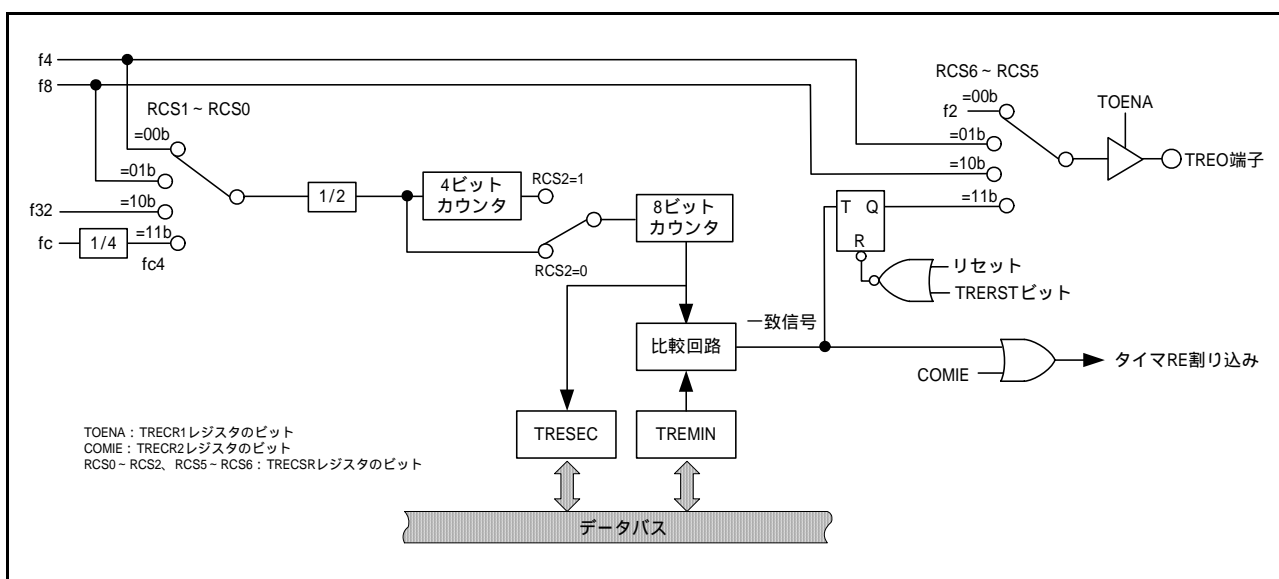 f4
f8
RCS1 ~ RCS0
=00b
=01b
f32
=10b
fc
1/4
=11b
fc4
1/2
4ビット
カウンタ
RCS2=1
RCS2=0
8ビット
カウンタ
RCS6 ~ RCS5
=00b
f2
=01b
=10b
=11b
TOENA
TREO端子
T Q
R
リセット
TRERSTビット
一致信号
比較回路
COMIE
タイマRE割り込み
TRESEC
TREMIN
データバス
TOENA : TRECR1レジスタのビット
COMIE : TRECR2レジスタのビット
RCS0 ~ RCS2、RCS5 ~ RCS6 : TRECSRレジスタのビット